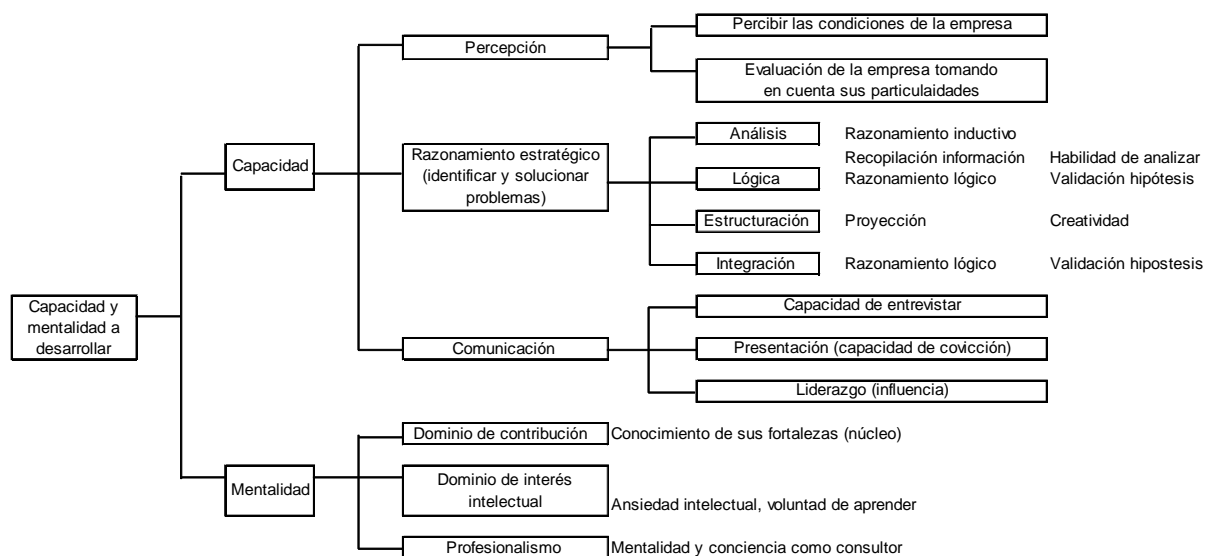 Percibir las condiciones de la empresa
Percepción
Evaluación de la empresa tomando
en cuenta sus particulaidades
Análisis Razonamiento inductivo
Capacidad
Razonamiento estratégico
(identificar y solucionar
problemas)
Recopilación información Habilidad de analizar
Lógica Razonamiento lógico Validación hipótesis
Estructuración Proyección Creatividad
Integración Razonamiento lógico Validación hipostesis
Capacidad y
mentalidad a
desarrollar
Capacidad de entrevistar
Comunicación
Presentación (capacidad de covicción)
Liderazgo (influencia)
Dominio de contribución Conocimiento de sus fortalezas (núcleo)
Mentalidad
Dominio de interés
intelectual
Ansiedad intelectual, voluntad de aprender
Profesionalismo Mentalidad y conciencia como consultor